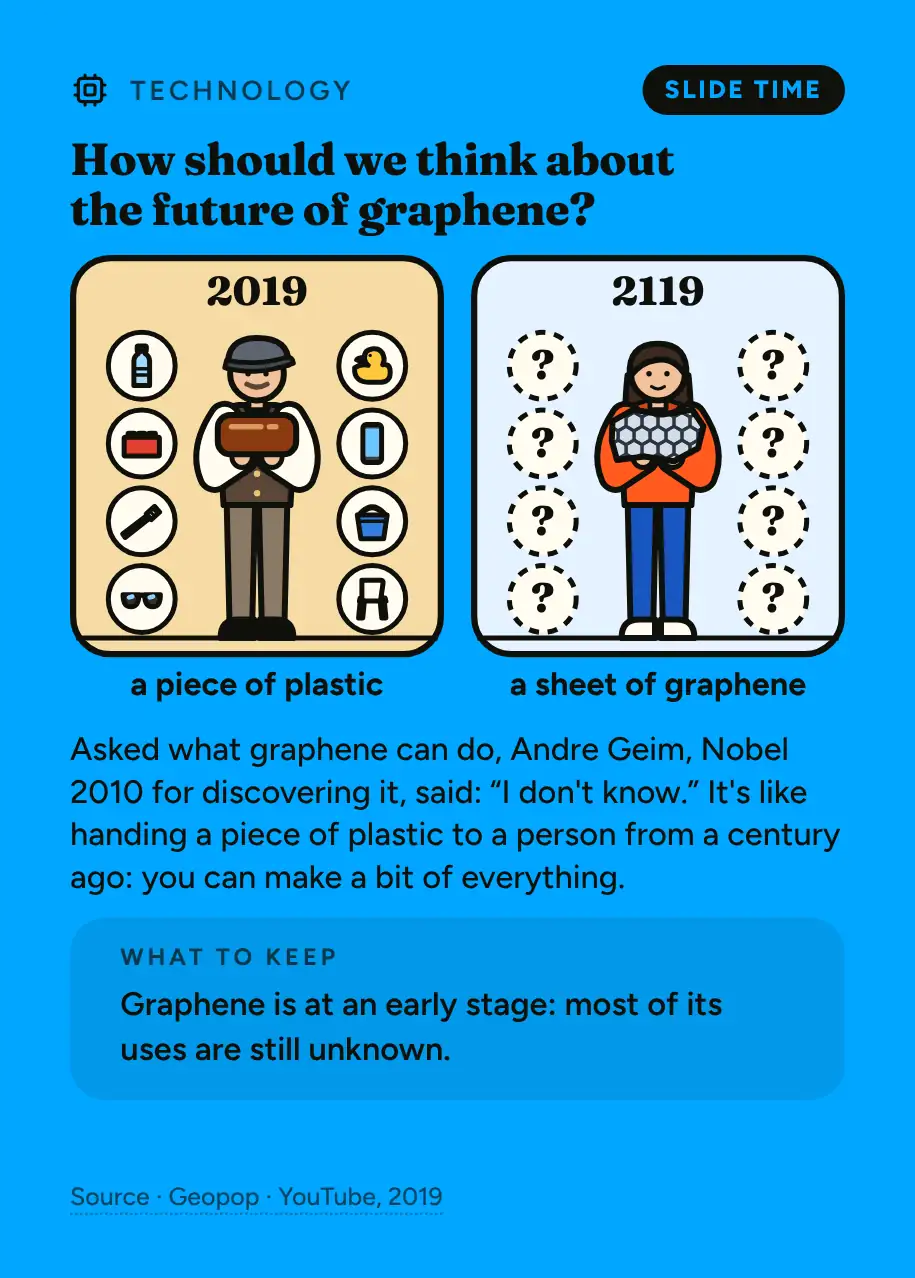 TECHNOLOGY
SLIDE TIME
How should we think about
the future of graphene?
2019
2119
?
?
?
?
?
?
?
?
a piece of plastic
a sheet of graphene
Asked what graphene can do, Andre Geim, Nobel
2010 for discovering it, said: “I don't know.” It's like
handing a piece of plastic to a person from a century
ago: you can make a bit of everything.
WHAT TO KEEP
Graphene is at an early stage: most of its
uses are still unknown.
Source · Geopop · YouTube, 2019